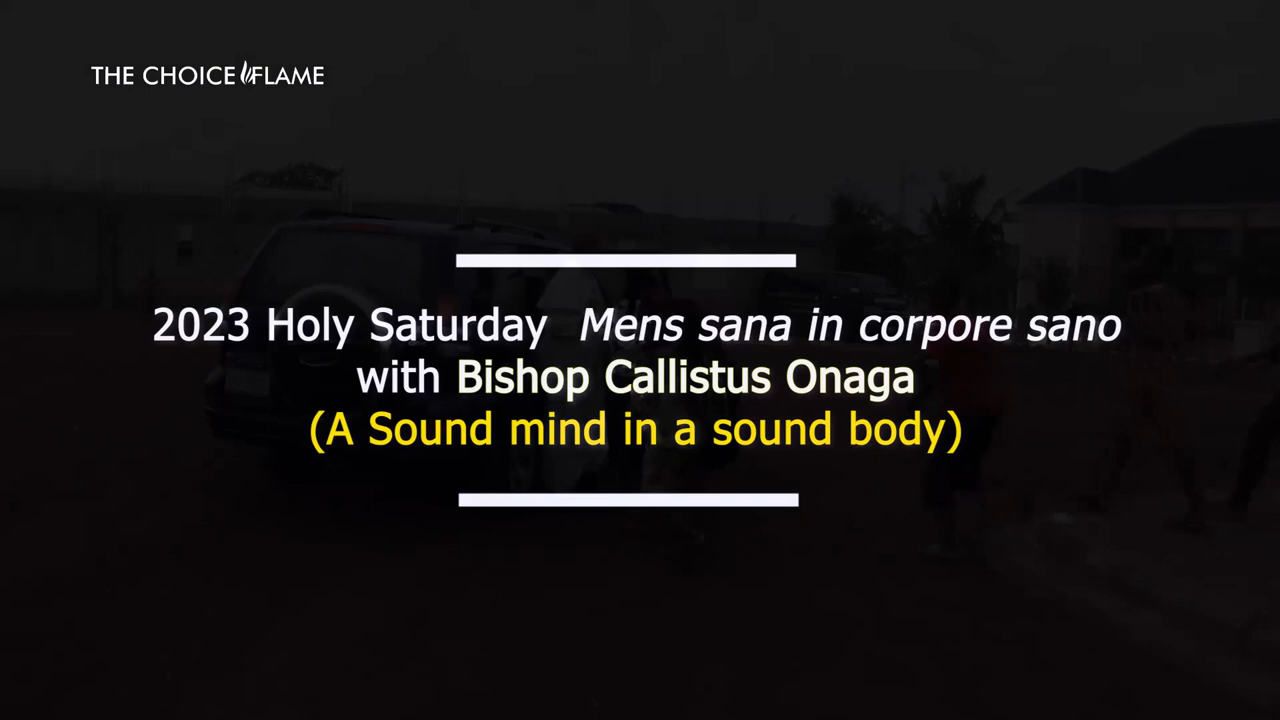 THE CHOICE FLAME
2023 Holy Saturday Mens sana in corpore sano
with Bishop Callistus Onaga
(A Sound mind in a sound body)